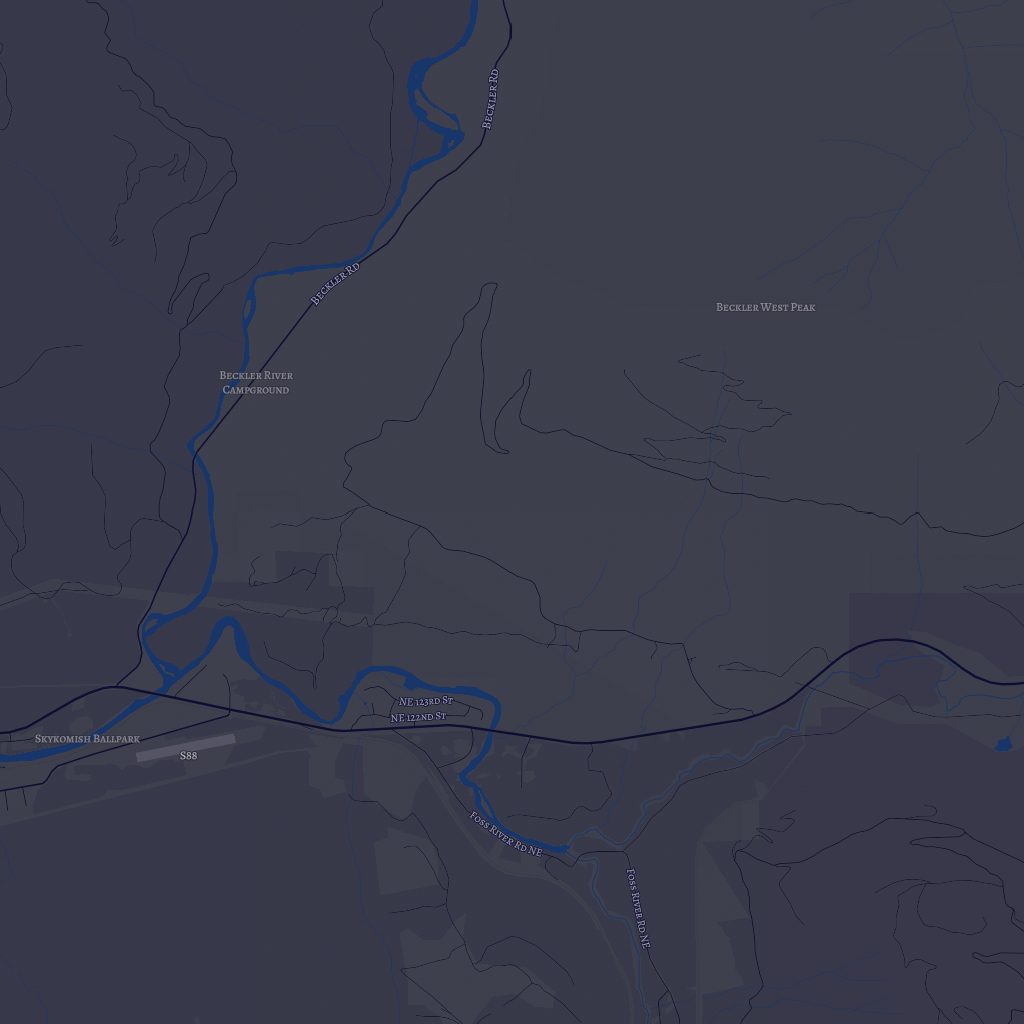 Beckler Rd
Beckler Rd
Beckler West Peak
Beckler River
Campground
NE 123rd St
NE 122nd St
Skykomish Ballpark
S88
Foss River Rd NE
Foss River Rd NE